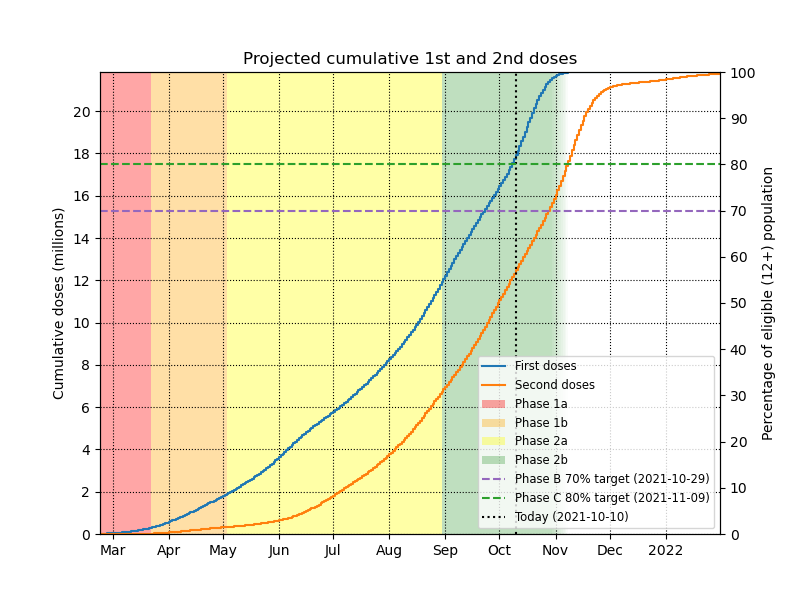 Projected cumulative 1st and 2nd doses
Cumulative doses (millions)
20
18
16
14
12
10
8
6
4
2
0
100
90
80
70
60
50
40
30
20
10
0
Percentage of eligible (12+) population
First doses
Second doses
Phase 1a
Phase 1b
Phase 2a
Phase 2b
Phase B 70% target (2021-10-29)
Phase C 80% target (2021-11-09)
Today (2021-10-10)
Mar Apr May Jun Jul Aug Sep Oct Nov Dec 2022